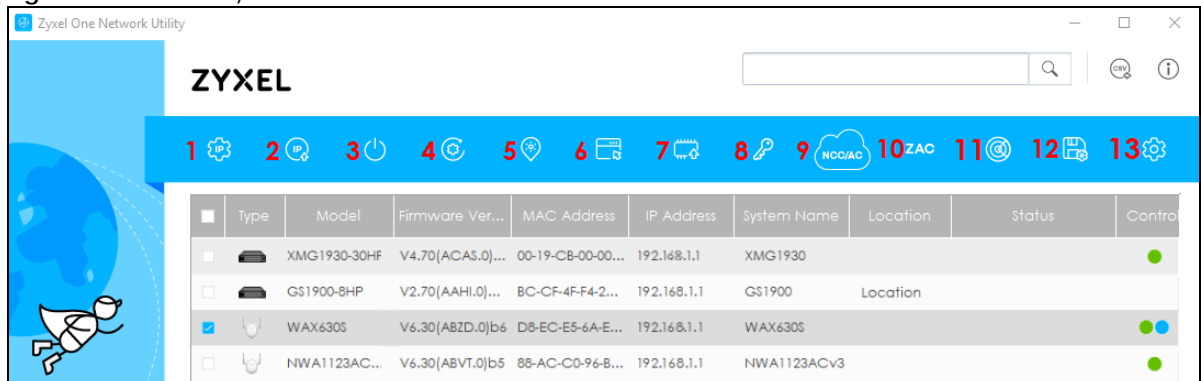 Zyxel One Network Utility
ZYXEL
CSV
1 IP 2 IP 3 4 5 6 7 8 9 NCC/AC 10 ZAC 11 12 13
Type Model Firmware Ver... MAC Address IP Address System Name Location Status Control
XMG1930-30HP V4.70(ACAS.0)... 00-19-CB-00-00... 192.168.1.1 XMG1930
GS1900-8HP V2.70(AAHI.0)... BC-CF-4F-F4-2... 192.168.1.1 GS1900 Location
WAX630S V6.30(ABZD.0)b6 D8-EC-E5-6A-E... 192.168.1.1 WAX630S
NWA1123AC... V6.30(ABVT.0)b5 88-AC-C0-96-B... 192.168.1.1 NWA1123ACv3